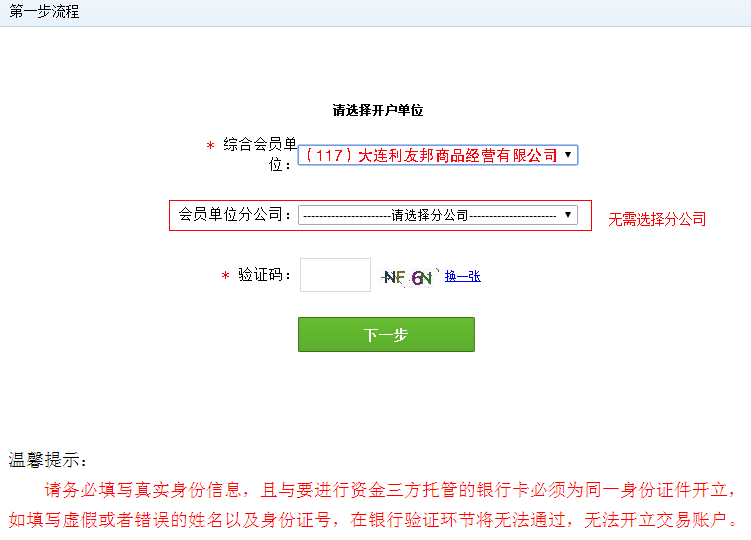 第一步流程
请选择开户单位
* 综合会员单
位：
（117）大连利友邦商品经营有限公司
会员单位分公司：
----------------------请选择分公司----------------------
无需选择分公司
* 验证码：
NF6N
换一张
下一步
温馨提示：
请务必填写真实身份信息，且与要进行资金三方托管的银行卡必须为同一身份证件开立，
如填写虚假或者错误的姓名以及身份证号，在银行验证环节将无法通过，无法开立交易账户。